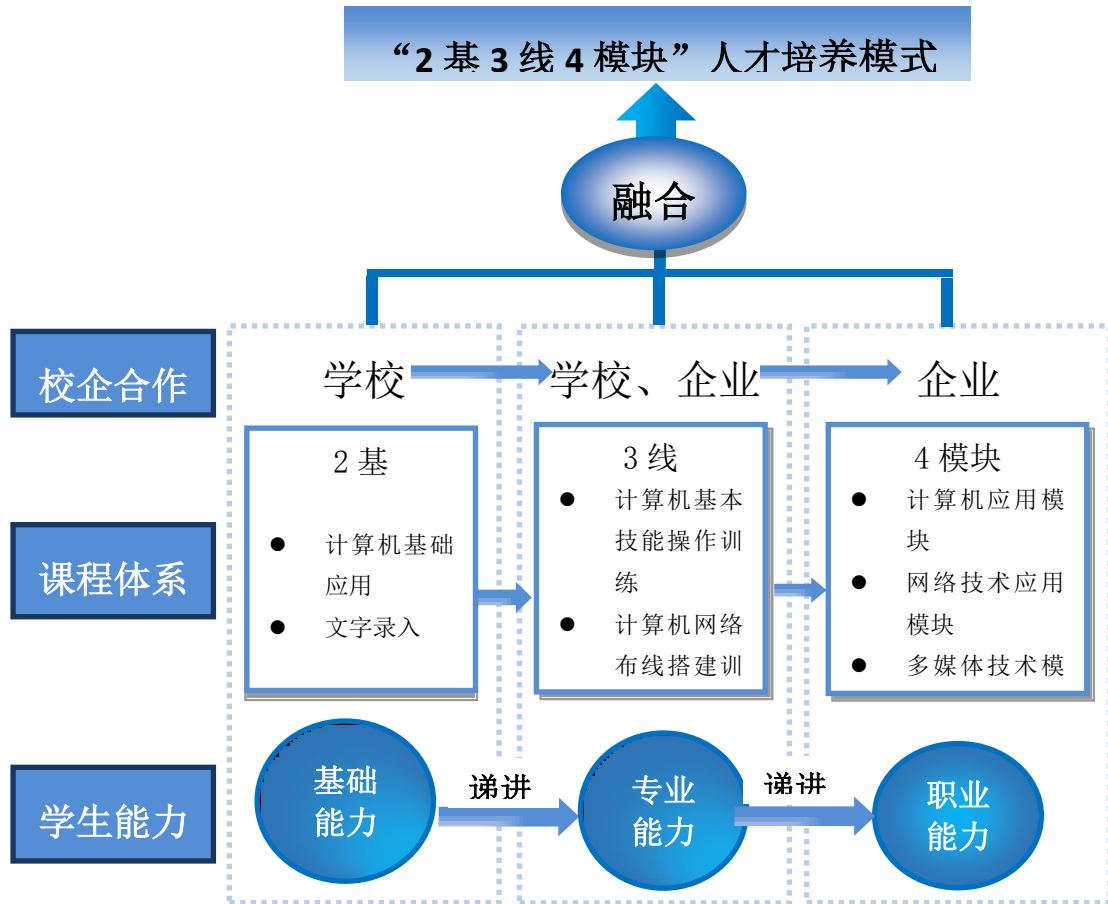 “2 基 3 线 4 模块”人才培养模式
融合
校企合作
学校
学校、企业
企业
课程体系
2 基
● 计算机基础
应用
● 文字录入
3 线
● 计算机基本
技能操作训
练
● 计算机网络
布线搭建训
4 模块
● 计算机应用模
块
● 网络技术应用
模块
● 多媒体技术模
学生能力
基础
能力
递进
专业
能力
递进
职业
能力